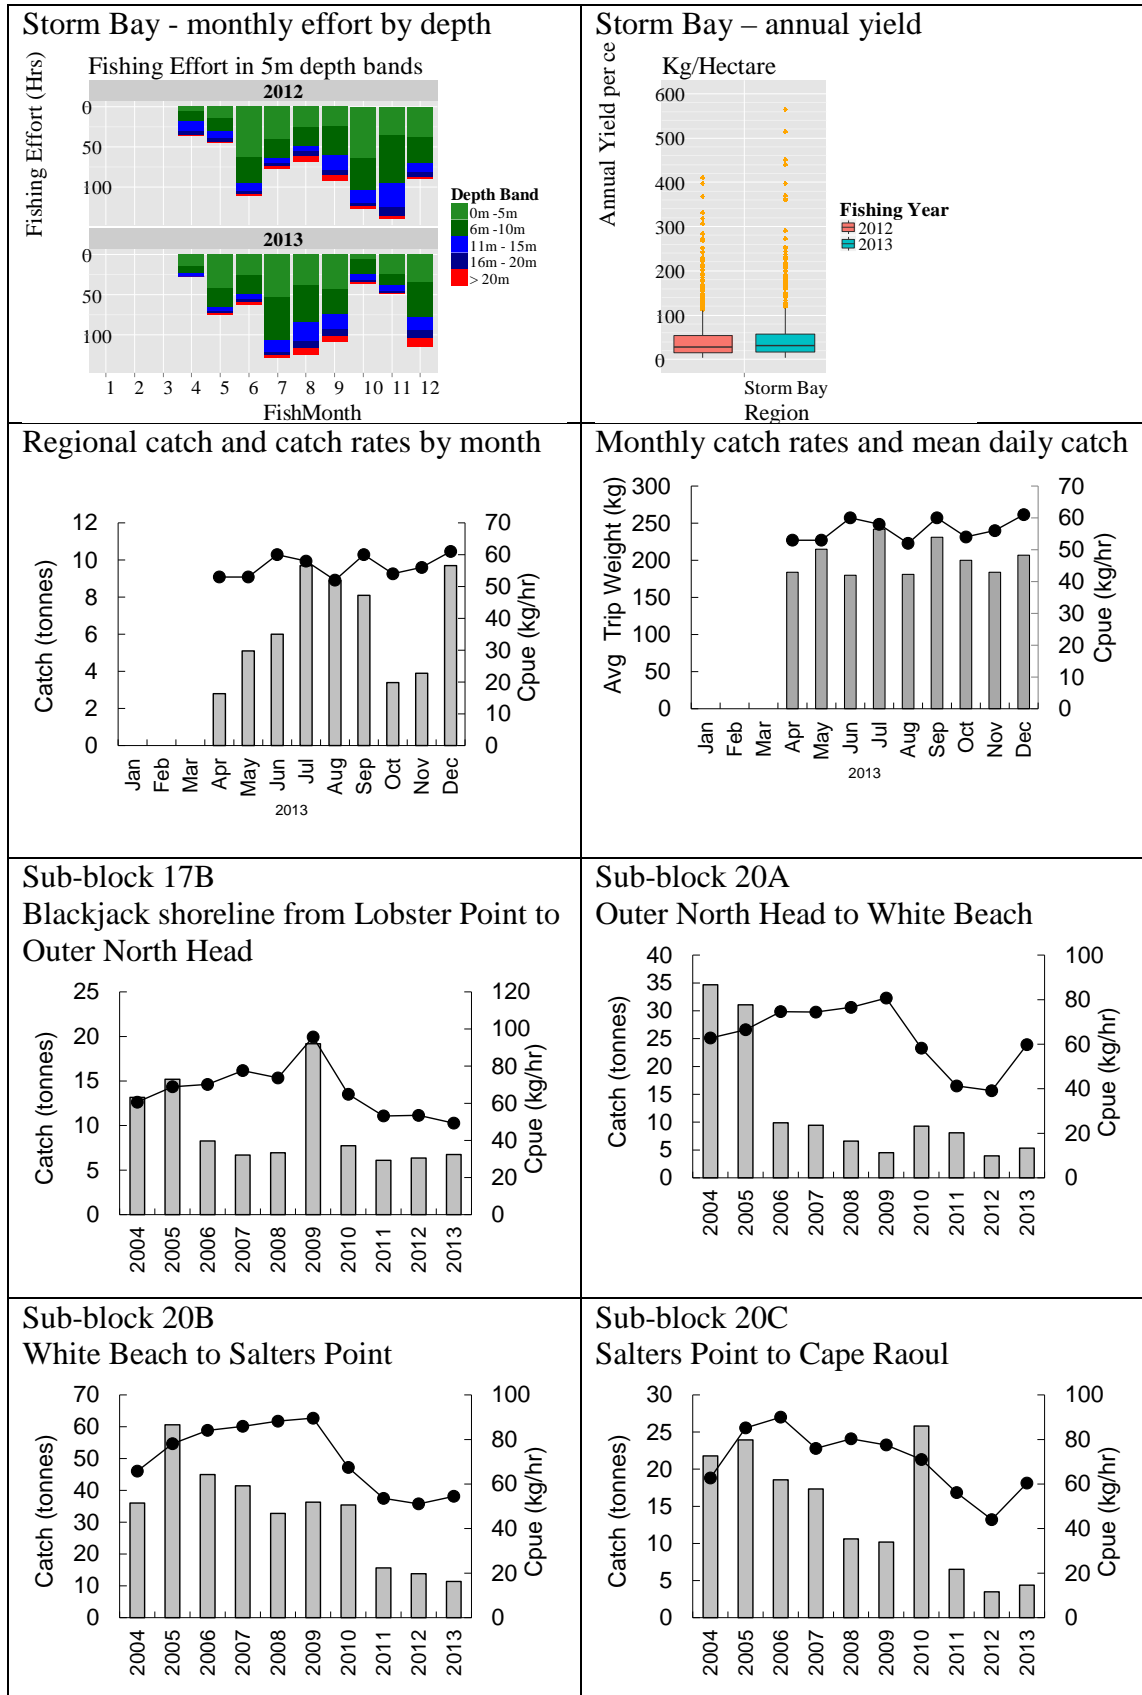 Storm Bay - monthly effort by depth
Fishing Effort in 5m depth bands
Fishing Effort (Hrs)
2012
0
50
100
2013
0
50
100
1 2 3 4 5 6 7 8 9 10 11 12
FishMonth
Depth Band
0m -5m
6m -10m
11m - 15m
16m - 20m
> 20m
Storm Bay – annual yield
Kg/Hectare
Annual Yield per ce
600
500
400
300
200
100
0
Storm Bay
Region
Fishing Year
2012
2013
Regional catch and catch rates by month
Catch (tonnes)
12
10
8
6
4
2
0
70
60
50
40
30
20
10
0
Cpue (kg/hr)
Jan Feb Mar Apr May Jun Jul Aug Sep Oct Nov Dec
2013
Monthly catch rates and mean daily catch
Avg Trip Weight (kg)
300
250
200
150
100
50
0
70
60
50
40
30
20
10
0
Cpue (kg/hr)
Jan Feb Mar Apr May Jun Jul Aug Sep Oct Nov Dec
2013
Sub-block 17B
Blackjack shoreline from Lobster Point to
Outer North Head
Catch (tonnes)
25
20
15
10
5
0
120
100
80
60
40
20
0
Cpue (kg/hr)
2004 2005 2006 2007 2008 2009 2010 2011 2012 2013
Sub-block 20A
Outer North Head to White Beach
Catch (tonnes)
40
35
30
25
20
15
10
5
0
100
80
60
40
20
0
Cpue (kg/hr)
2004 2005 2006 2007 2008 2009 2010 2011 2012 2013
Sub-block 20B
White Beach to Salters Point
Catch (tonnes)
70
60
50
40
30
20
10
0
100
80
60
40
20
0
Cpue (kg/hr)
2004 2005 2006 2007 2008 2009 2010 2011 2012 2013
Sub-block 20C
Salters Point to Cape Raoul
Catch (tonnes)
30
25
20
15
10
5
0
100
80
60
40
20
0
Cpue (kg/hr)
2004 2005 2006 2007 2008 2009 2010 2011 2012 2013